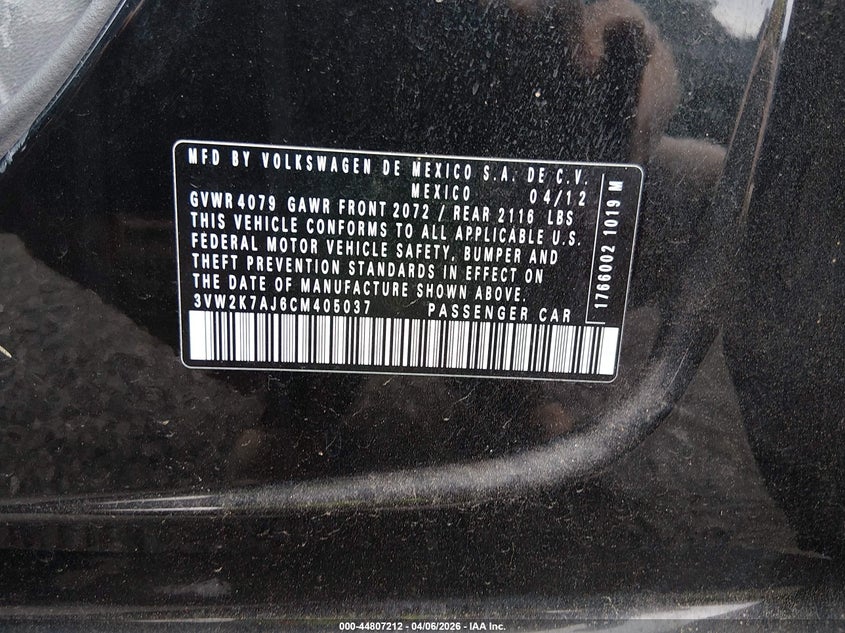 MFD BY VOLKSWAGEN DE MEXICO S.A. DE C.V.
MEXICO 04/12
GVWR 4079 GAWR FRONT 2072 / REAR 2116 LBS
THIS VEHICLE CONFORMS TO ALL APPLICABLE U.S.
FEDERAL MOTOR VEHICLE SAFETY, BUMPER AND
THEFT PREVENTION STANDARDS IN EFFECT ON
THE DATE OF MANUFACTURE SHOWN ABOVE.
3VW2K7AJ6CM405037 PASSENGER CAR
1766002 1019 M
000-44807212 - 04/06/2026 - IAA Inc.